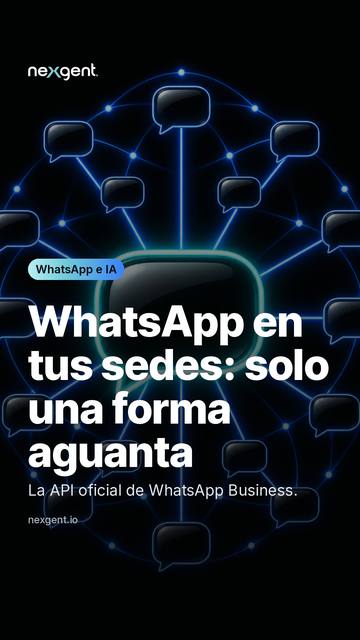 nexgent.
WhatsApp e IA
WhatsApp en
tus sedes: solo
una forma
aguanta
La API oficial de WhatsApp Business.
nexgent.io